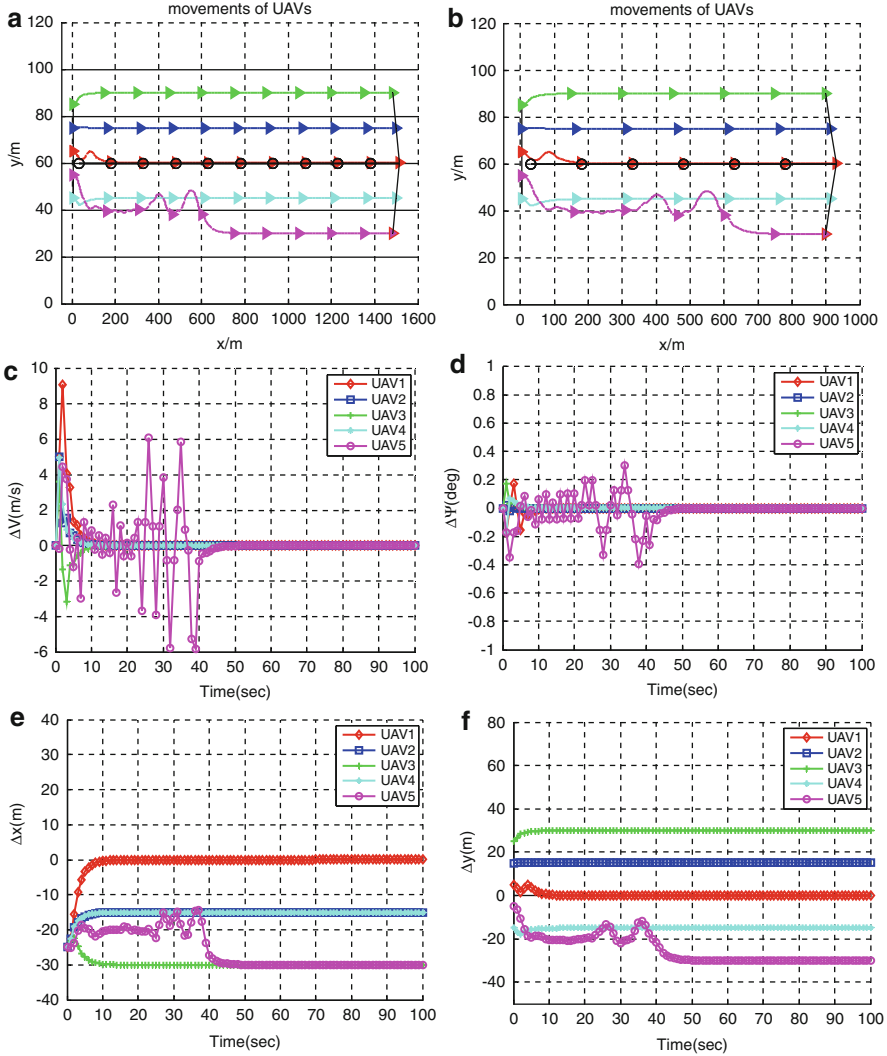 a
movements of UAVs
120
100
80
60
40
20
0
y/m
0 200 400 600 800 1000 1200 1400 1600
x/m
b
movements of UAVs
120
100
80
60
40
20
0
y/m
0 100 200 300 400 500 600 700 800 900 1000
x/m
c
10
8
6
4
2
0
-2
-4
-6
ΔV(m/s)
UAV1
UAV2
UAV3
UAV4
UAV5
0 10 20 30 40 50 60 70 80 90 100
Time(sec)
d
1
0.8
0.6
0.4
0.2
0
-0.2
-0.4
-0.6
-0.8
-1
ΔΨ(deg)
UAV1
UAV2
UAV3
UAV4
UAV5
0 10 20 30 40 50 60 70 80 90 100
Time(sec)
e
40
30
20
10
0
-10
-20
-30
-40
Δx(m)
UAV1
UAV2
UAV3
UAV4
UAV5
0 10 20 30 40 50 60 70 80 90 100
Time(sec)
f
80
60
40
20
0
-20
-40
Δy(m)
UAV1
UAV2
UAV3
UAV4
UAV5
0 10 20 30 40 50 60 70 80 90 100
Time(sec)